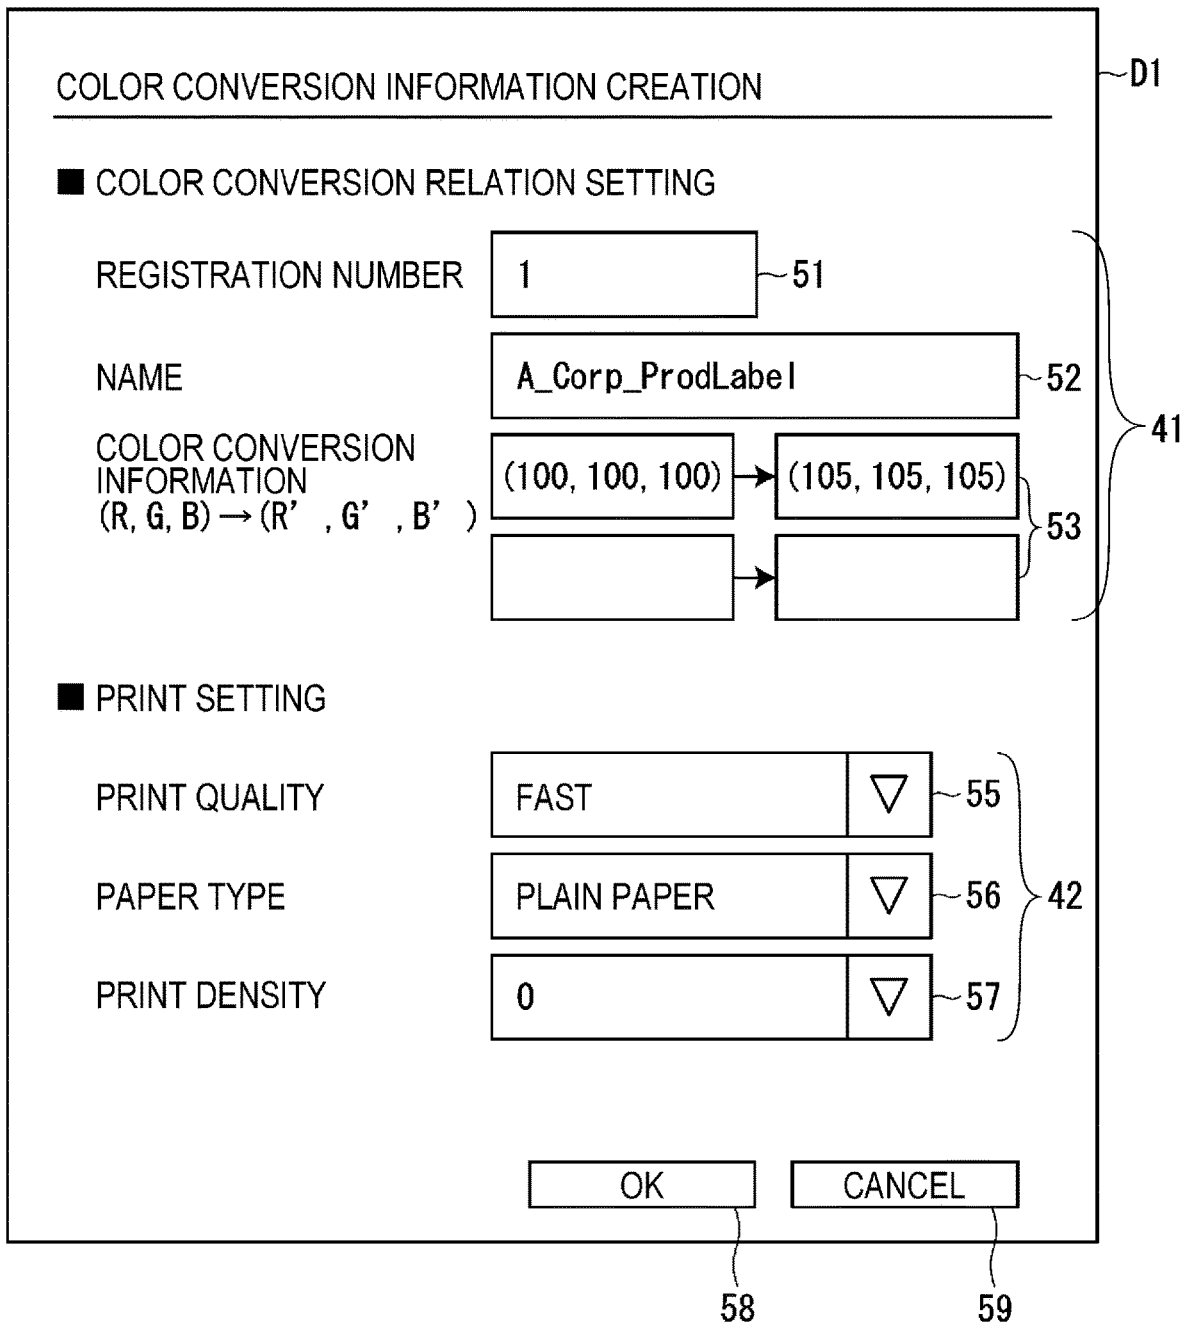 COLOR CONVERSION INFORMATION CREATION
D1
■ COLOR CONVERSION RELATION SETTING
REGISTRATION NUMBER 1 51
NAME A_Corp_ProdLabel 52
41
COLOR CONVERSION
INFORMATION
(R, G, B)→(R', G', B')
(100, 100, 100) → (105, 105, 105)
53
■ PRINT SETTING
PRINT QUALITY FAST ▽ 55
PAPER TYPE PLAIN PAPER ▽ 56
42
PRINT DENSITY 0 ▽ 57
OK CANCEL
58 59